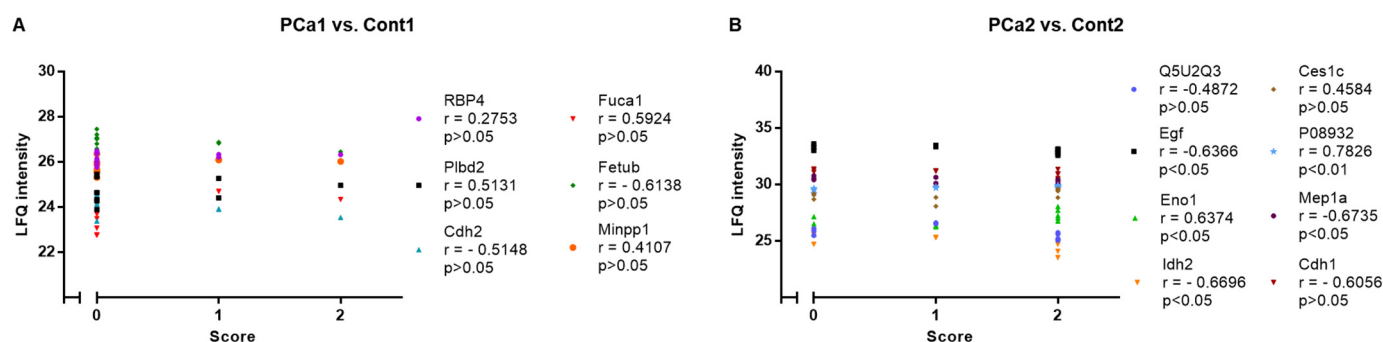 A
PCa1 vs. Cont1
LFQ intensity
30
28
26
24
22
0
1
2
Score
RBP4
r = 0.2753
p>0.05
Plbd2
r = 0.5131
p>0.05
Cdh2
r = - 0.5148
p>0.05
Fuca1
r = 0.5924
p>0.05
Fetub
r = - 0.6138
p>0.05
Minpp1
r = 0.4107
p>0.05
B
PCa2 vs. Cont2
LFQ intensity
40
35
30
25
0
1
2
Score
Q5U2Q3
r = -0.4872
p>0.05
Egf
r = -0.6366
p<0.05
Eno1
r = 0.6374
p<0.05
Idh2
r = - 0.6696
p<0.05
Ces1c
r = 0.4584
p>0.05
P08932
r = 0.7826
p<0.01
Mep1a
r = -0.6735
p<0.05
Cdh1
r = - 0.6056
p>0.05